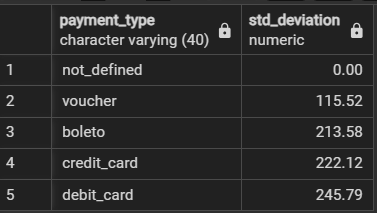 payment_type std_deviation
character varying (40) numeric
1 not_defined 0.00
2 voucher 115.52
3 boleto 213.58
4 credit_card 222.12
5 debit_card 245.79